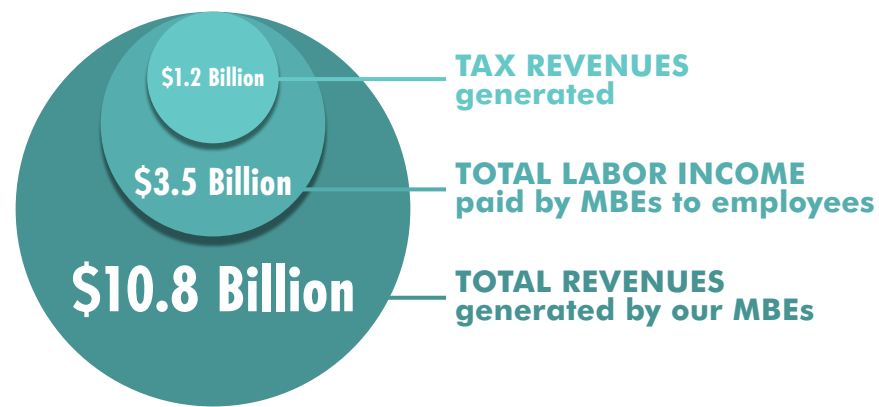 $1.2 Billion
TAX REVENUES
generated
$3.5 Billion
TOTAL LABOR INCOME
paid by MBEs to employees
$10.8 Billion
TOTAL REVENUES
generated by our MBEs